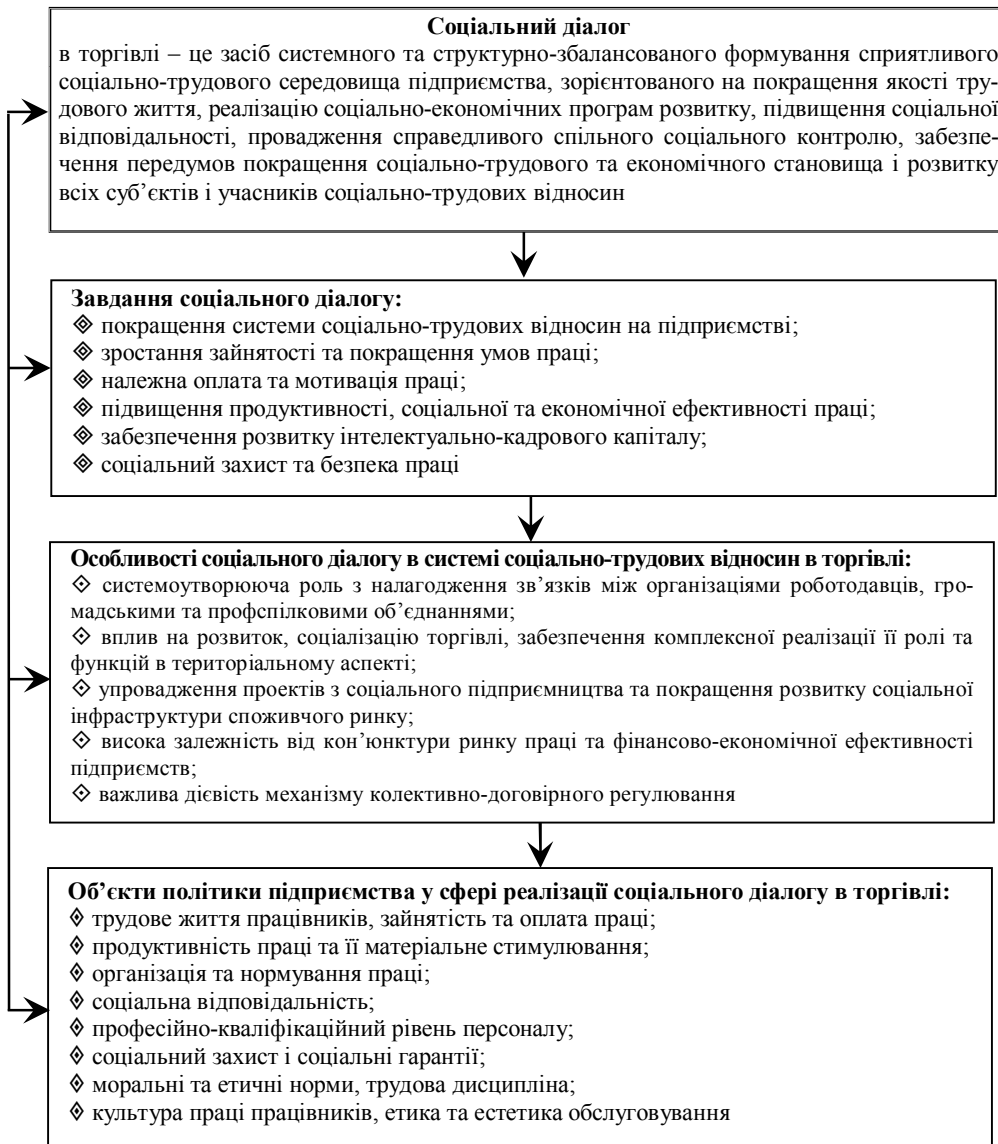 Соціальний діалог
в торгівлі – це засіб системного та структурно-збалансованого формування сприятливого
соціально-трудового середовища підприємства, зорієнтованого на покращення якості тру-
дового життя, реалізацію соціально-економічних програм розвитку, підвищення соціальної
відповідальності, провадження справедливого спільного соціального контролю, забезпе-
чення передумов покращення соціально-трудового та економічного становища і розвитку
всіх суб’єктів і учасників соціально-трудових відносин
Завдання соціального діалогу:
покращення системи соціально-трудових відносин на підприємстві;
зростання зайнятості та покращення умов праці;
належна оплата та мотивація праці;
підвищення продуктивності, соціальної та економічної ефективності праці;
забезпечення розвитку інтелектуально-кадрового капіталу;
соціальний захист та безпека праці
Особливості соціального діалогу в системі соціально-трудових відносин в торгівлі:
системоутворююча роль з налагодження зв’язків між організаціями роботодавців, гро-
мадськими та профспілковими об’єднаннями;
вплив на розвиток, соціалізацію торгівлі, забезпечення комплексної реалізації її ролі та
функцій в територіальному аспекті;
упровадження проектів з соціального підприємництва та покращення розвитку соціальної
інфраструктури споживчого ринку;
висока залежність від кон’юнктури ринку праці та фінансово-економічної ефективності
підприємств;
важлива дієвість механізму колективно-договірного регулювання
Об’єкти політики підприємства у сфері реалізації соціального діалогу в торгівлі:
трудове життя працівників, зайнятість та оплата праці;
продуктивність праці та її матеріальне стимулювання;
організація та нормування праці;
соціальна відповідальність;
професійно-кваліфікаційний рівень персоналу;
соціальний захист і соціальні гарантії;
моральні та етичні норми, трудова дисципліна;
культура праці працівників, етика та естетика обслуговування